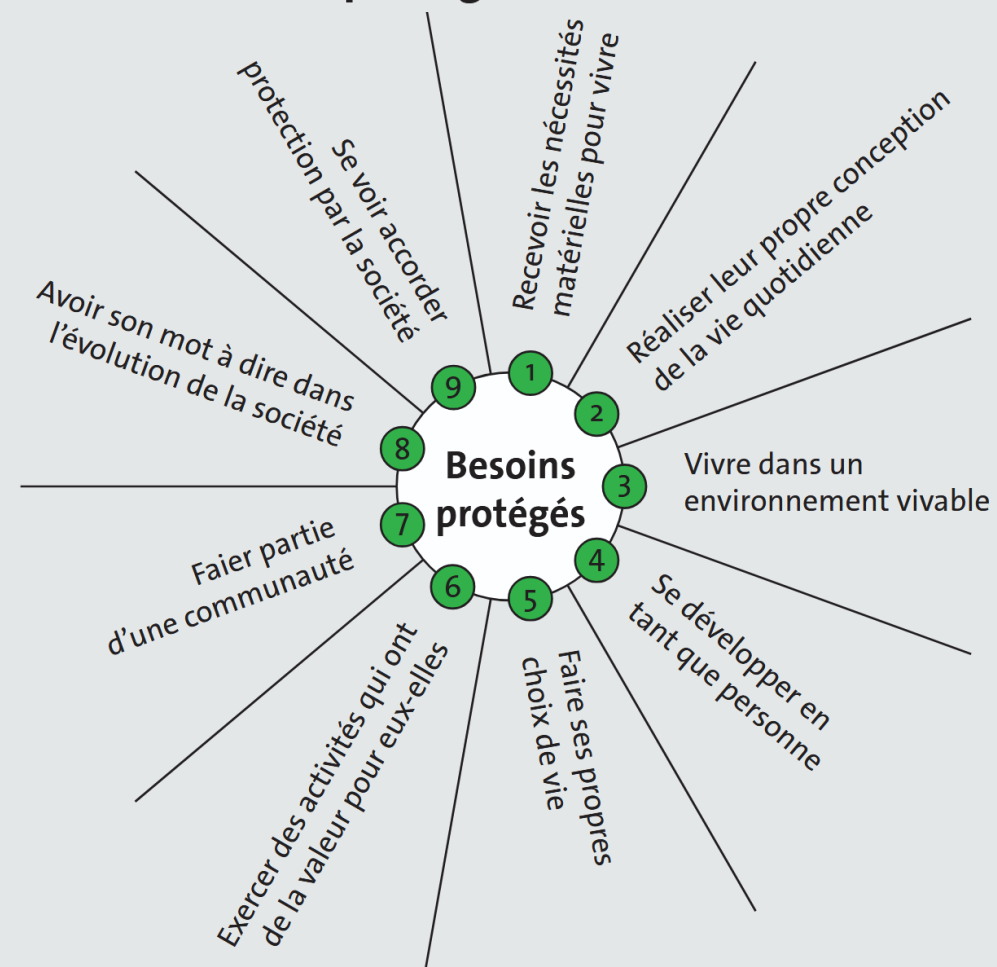 Besoins
protégés
1
Recevoir les nécessités
matérielles pour vivre
2
Réaliser leur propre conception
de la vie quotidienne
3
Vivre dans un
environnement vivable
4
Se développer en
tant que personne
5
Faire ses propres
choix de vie
6
Exercer des activités qui ont
de la valeur pour eux-elles
7
Faier partie
d’une communauté
8
Avoir son mot à dire dans
l’évolution de la société
9
Se voir accorder
protection par la société